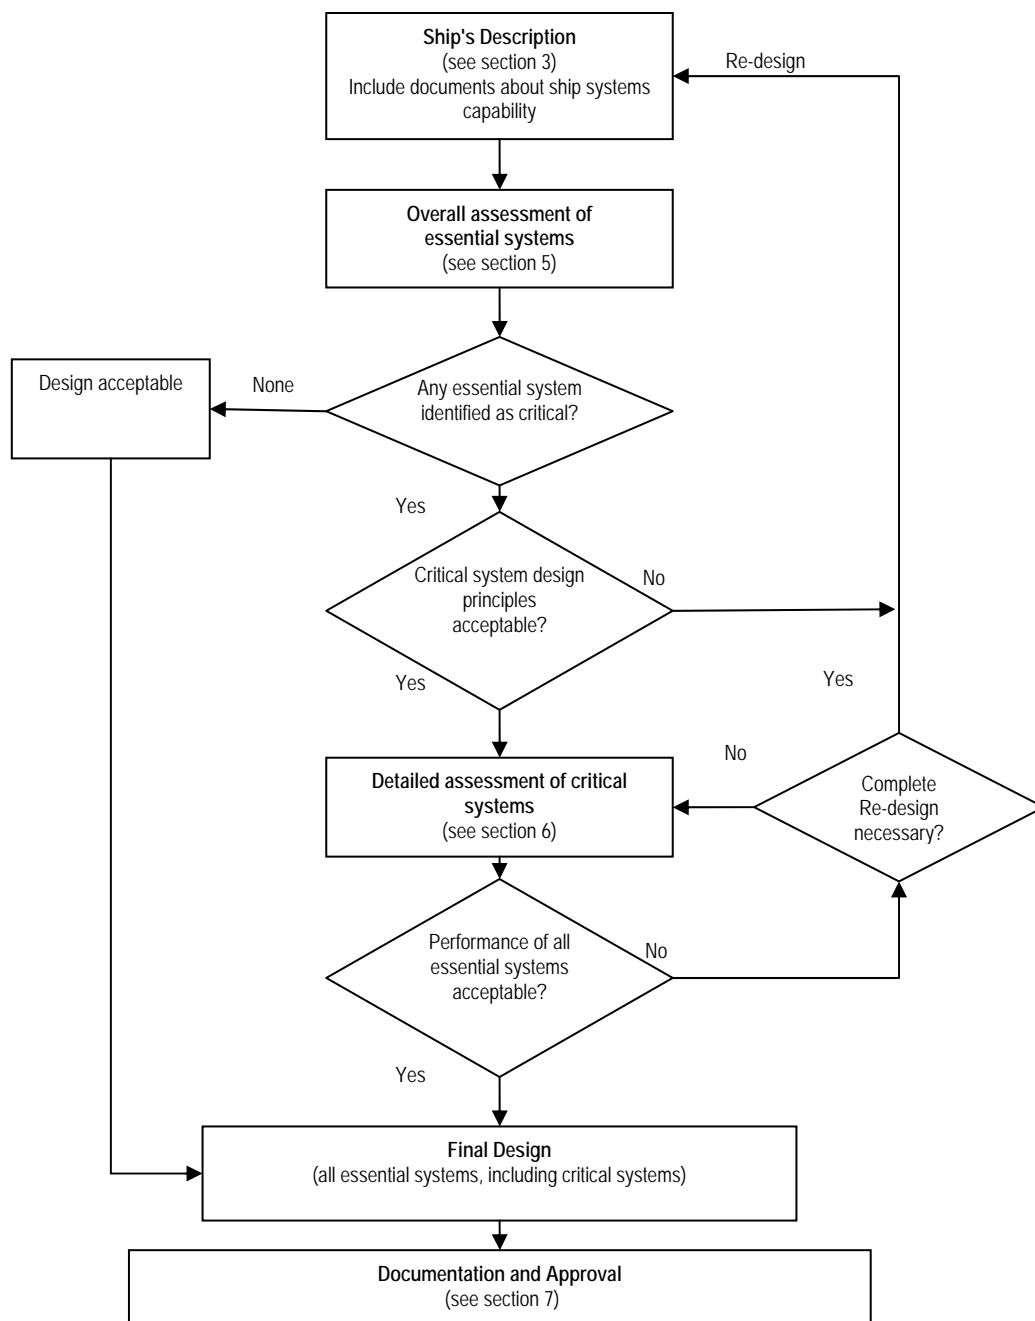 Ship's Description
(see section 3)
Include documents about ship systems
capability
Re-design
Overall assessment of
essential systems
(see section 5)
Design acceptable
None
Any essential system
identified as critical?
Yes
Critical system design
principles
acceptable?
No
Yes
Yes
Detailed assessment of critical
systems
(see section 6)
No
Complete
Re-design
necessary?
Performance of all
essential systems
acceptable?
No
Yes
Final Design
(all essential systems, including critical systems)
Documentation and Approval
(see section 7)